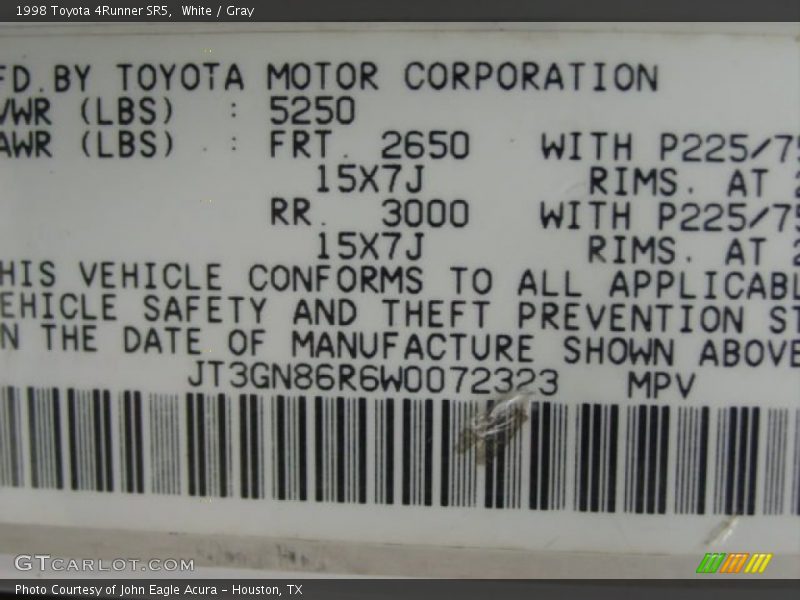 1998 Toyota 4Runner SR5,  White / Gray
FD.BY TOYOTA MOTOR CORPORATION
VWR (LBS) : 5250
AWR (LBS) : FRT. 2650 WITH P225/75
15X7J RIMS. AT 2
RR. 3000 WITH P225/75
15X7J RIMS. AT 2
HIS VEHICLE CONFORMS TO ALL APPLICABL
EHICLE SAFETY AND THEFT PREVENTION ST
N THE DATE OF MANUFACTURE SHOWN ABOVE
JT3GN86R6W0072323 MPV
GTCARLOT.COM
Photo Courtesy of John Eagle Acura - Houston, TX